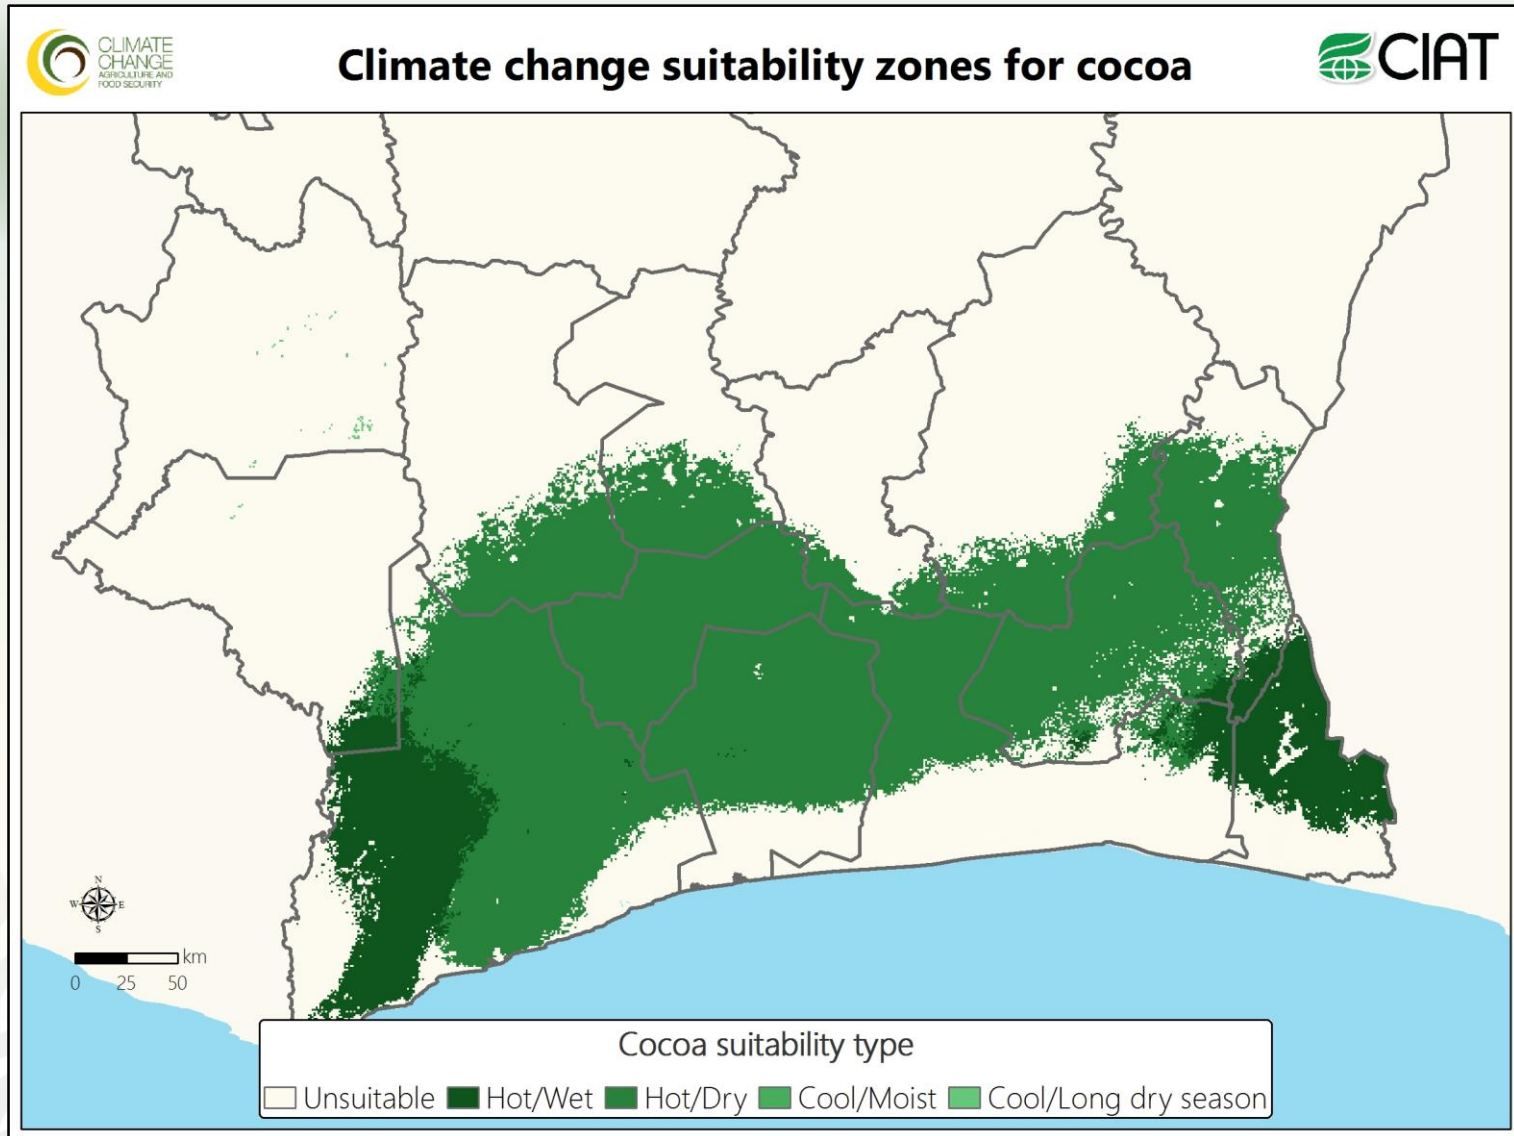 CLIMATE
CHANGE
AGRICULTURE AND
FOOD SECURITY
Climate change suitability zones for cocoa
CIAT
N
W E
S
km
0 25 50
Cocoa suitability type
Unsuitable Hot/Wet Hot/Dry Cool/Moist Cool/Long dry season